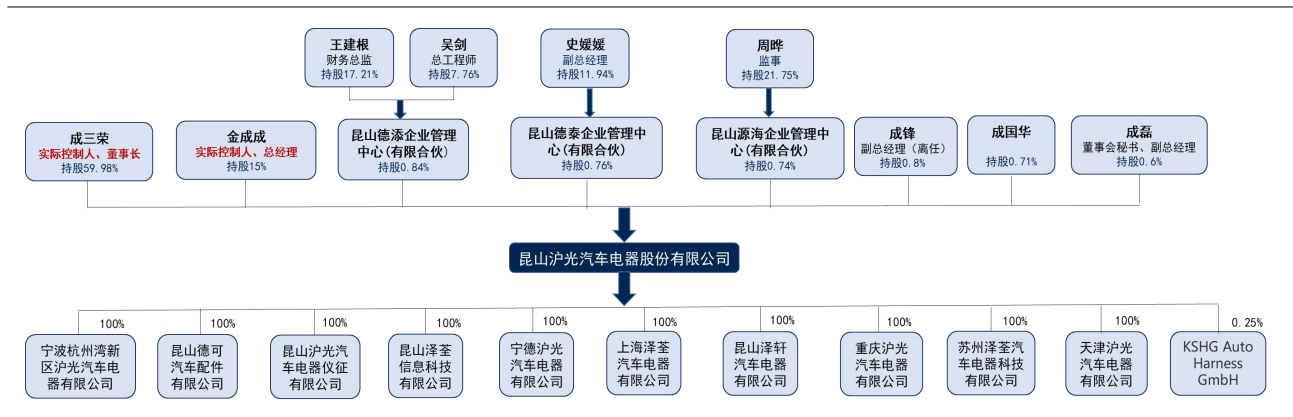 王建根
财务总监
持股17.21%
吴剑
总工程师
持股7.76%
史媛媛
副总经理
持股11.94%
周晔
监事
持股21.75%
成三荣
实际控制人、董事长
持股59.98%
金成成
实际控制人、总经理
持股15%
昆山德添企业管理
中心(有限合伙)
持股0.84%
昆山德泰企业管理中
心(有限合伙)
持股0.76%
昆山源海企业管理中
心(有限合伙)
持股0.74%
成锋
副总经理（离任）
持股0.8%
成国华
持股0.71%
成磊
董事会秘书、副总经理
持股0.6%
昆山沪光汽车电器股份有限公司
100%
宁波杭州湾新
区沪光汽车电
器有限公司
100%
昆山德可
汽车配件
有限公司
100%
昆山沪光汽
车电器仪征
有限公司
100%
昆山泽荃
信息科技
有限公司
100%
宁德沪光
汽车电器
有限公司
100%
上海泽荃
汽车电器
有限公司
100%
昆山泽轩
汽车电器
有限公司
100%
重庆沪光
汽车电器
有限公司
100%
苏州泽荃汽
车电器科技
有限公司
100%
天津沪光
汽车电器
有限公司
0.25%
KSHG Auto
Harness
GmbH